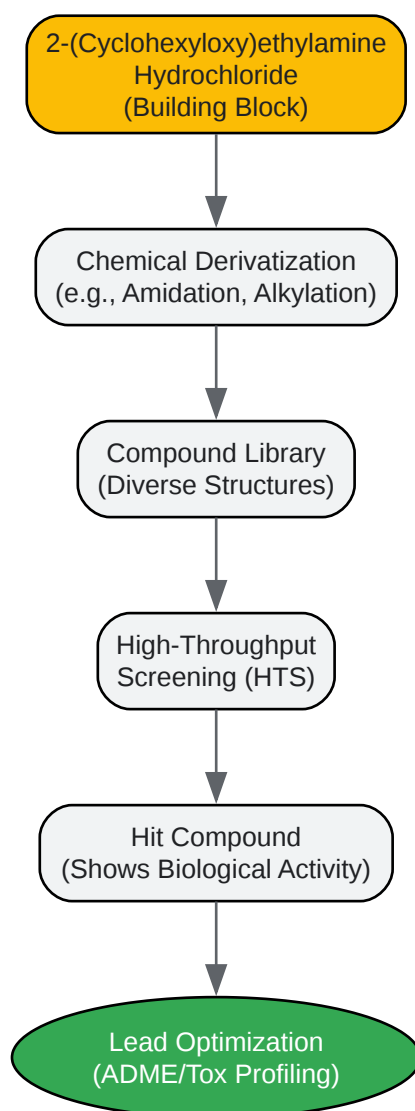 2-(Cyclohexyloxy)ethylamine
Hydrochloride
(Building Block)
Chemical Derivatization
(e.g., Amidation, Alkylation)
Compound Library
(Diverse Structures)
High-Throughput
Screening (HTS)
Hit Compound
(Shows Biological Activity)
Lead Optimization
(ADME/Tox Profiling)